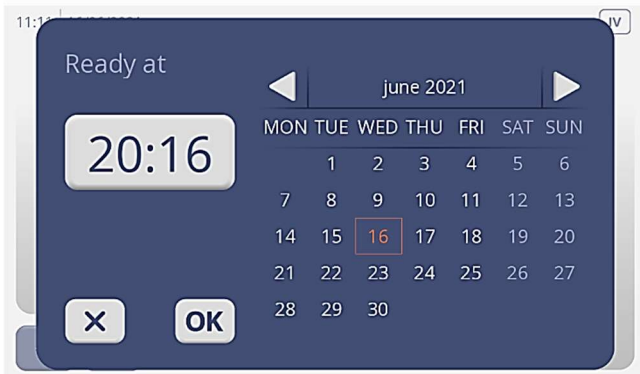 11:11
IV
Ready at
june 2021
20:16
MON TUE WED THU FRI SAT SUN
1 2 3 4 5 6
7 8 9 10 11 12 13
14 15 16 17 18 19 20
21 22 23 24 25 26 27
28 29 30
OK